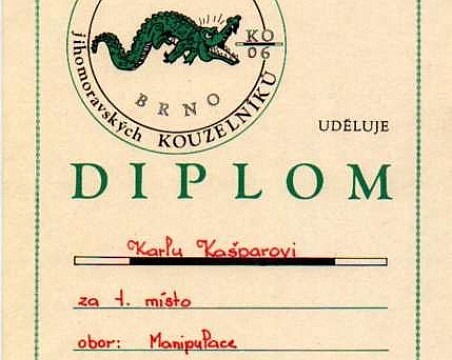 KO
06
BRNO
jihomoravských KOUZELNÍKŮ
UDĚLUJE
DIPLOM
Karlu Kašparovi
za 1. místo
obor: Manipulace